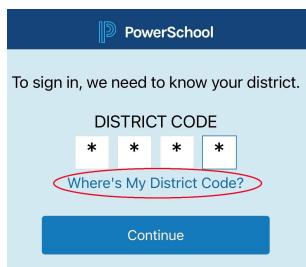 PowerSchool
To sign in, we need to know your district.
DISTRICT CODE
* * * *
Where's My District Code?
Continue